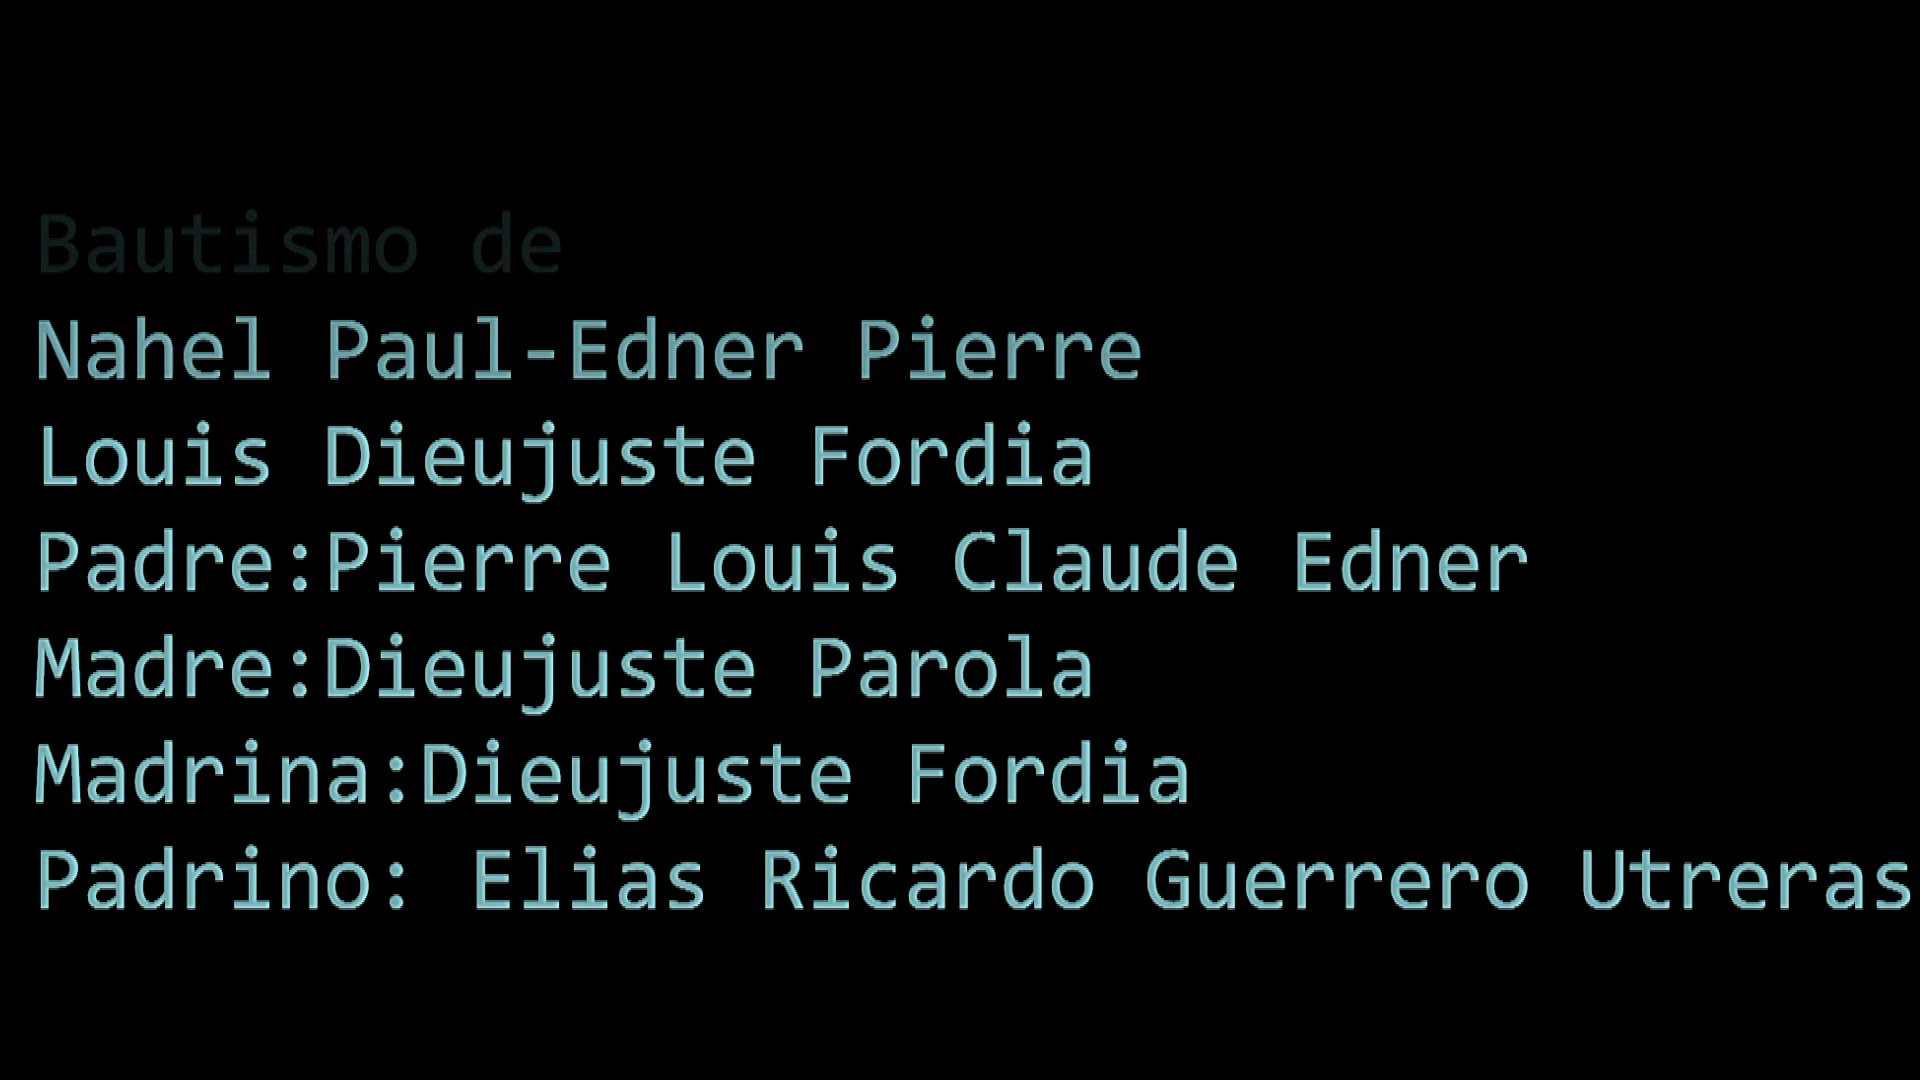 Bautismo de
Nahel Paul-Edner Pierre
Louis Dieujuste Fordia
Padre:Pierre Louis Claude Edner
Madre:Dieujuste Parola
Madrina:Dieujuste Fordia
Padrino: Elias Ricardo Guerrero Utreras